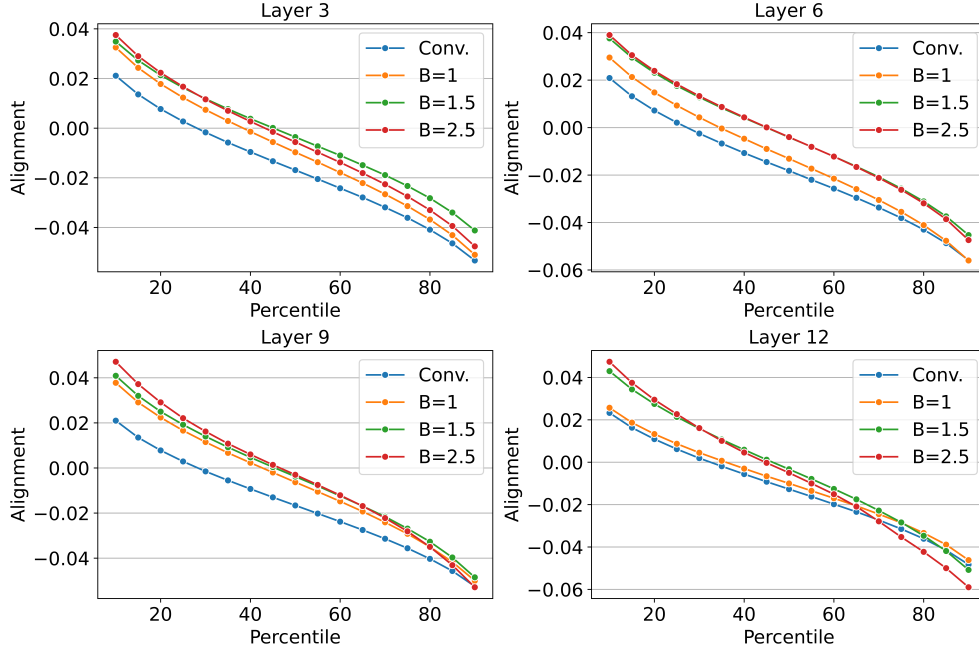 Layer 3
0.04
0.02
0.00
−0.02
−0.04
Alignment
20
40
60
80
Percentile
Conv.
B=1
B=1.5
B=2.5
Layer 6
0.04
0.02
0.00
−0.02
−0.04
−0.06
Alignment
20
40
60
80
Percentile
Conv.
B=1
B=1.5
B=2.5
Layer 9
0.04
0.02
0.00
−0.02
−0.04
Alignment
20
40
60
80
Percentile
Conv.
B=1
B=1.5
B=2.5
Layer 12
0.04
0.02
0.00
−0.02
−0.04
−0.06
Alignment
20
40
60
80
Percentile
Conv.
B=1
B=1.5
B=2.5